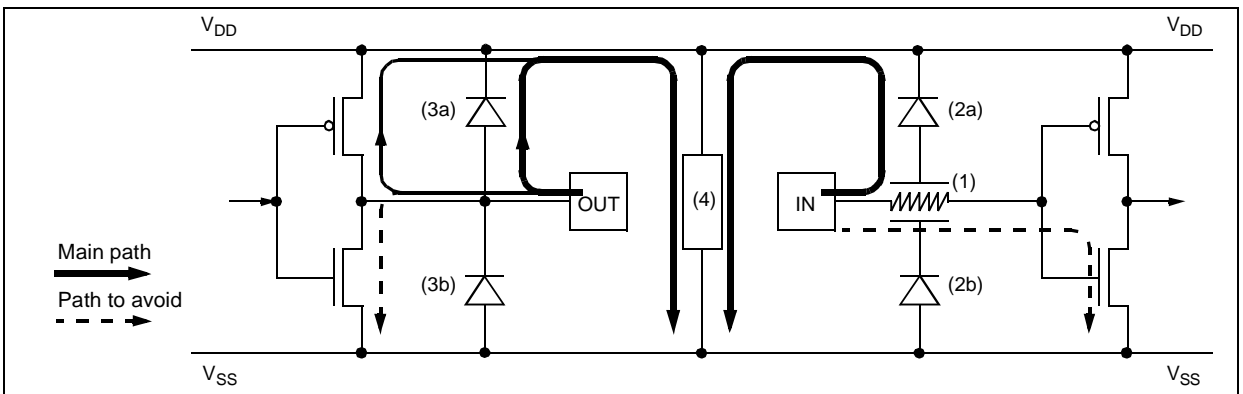 VDD
VDD
(3a)
(2a)
(1)
OUT
(4)
IN
Main path
(3b)
(2b)
Path to avoid
VSS
VSS